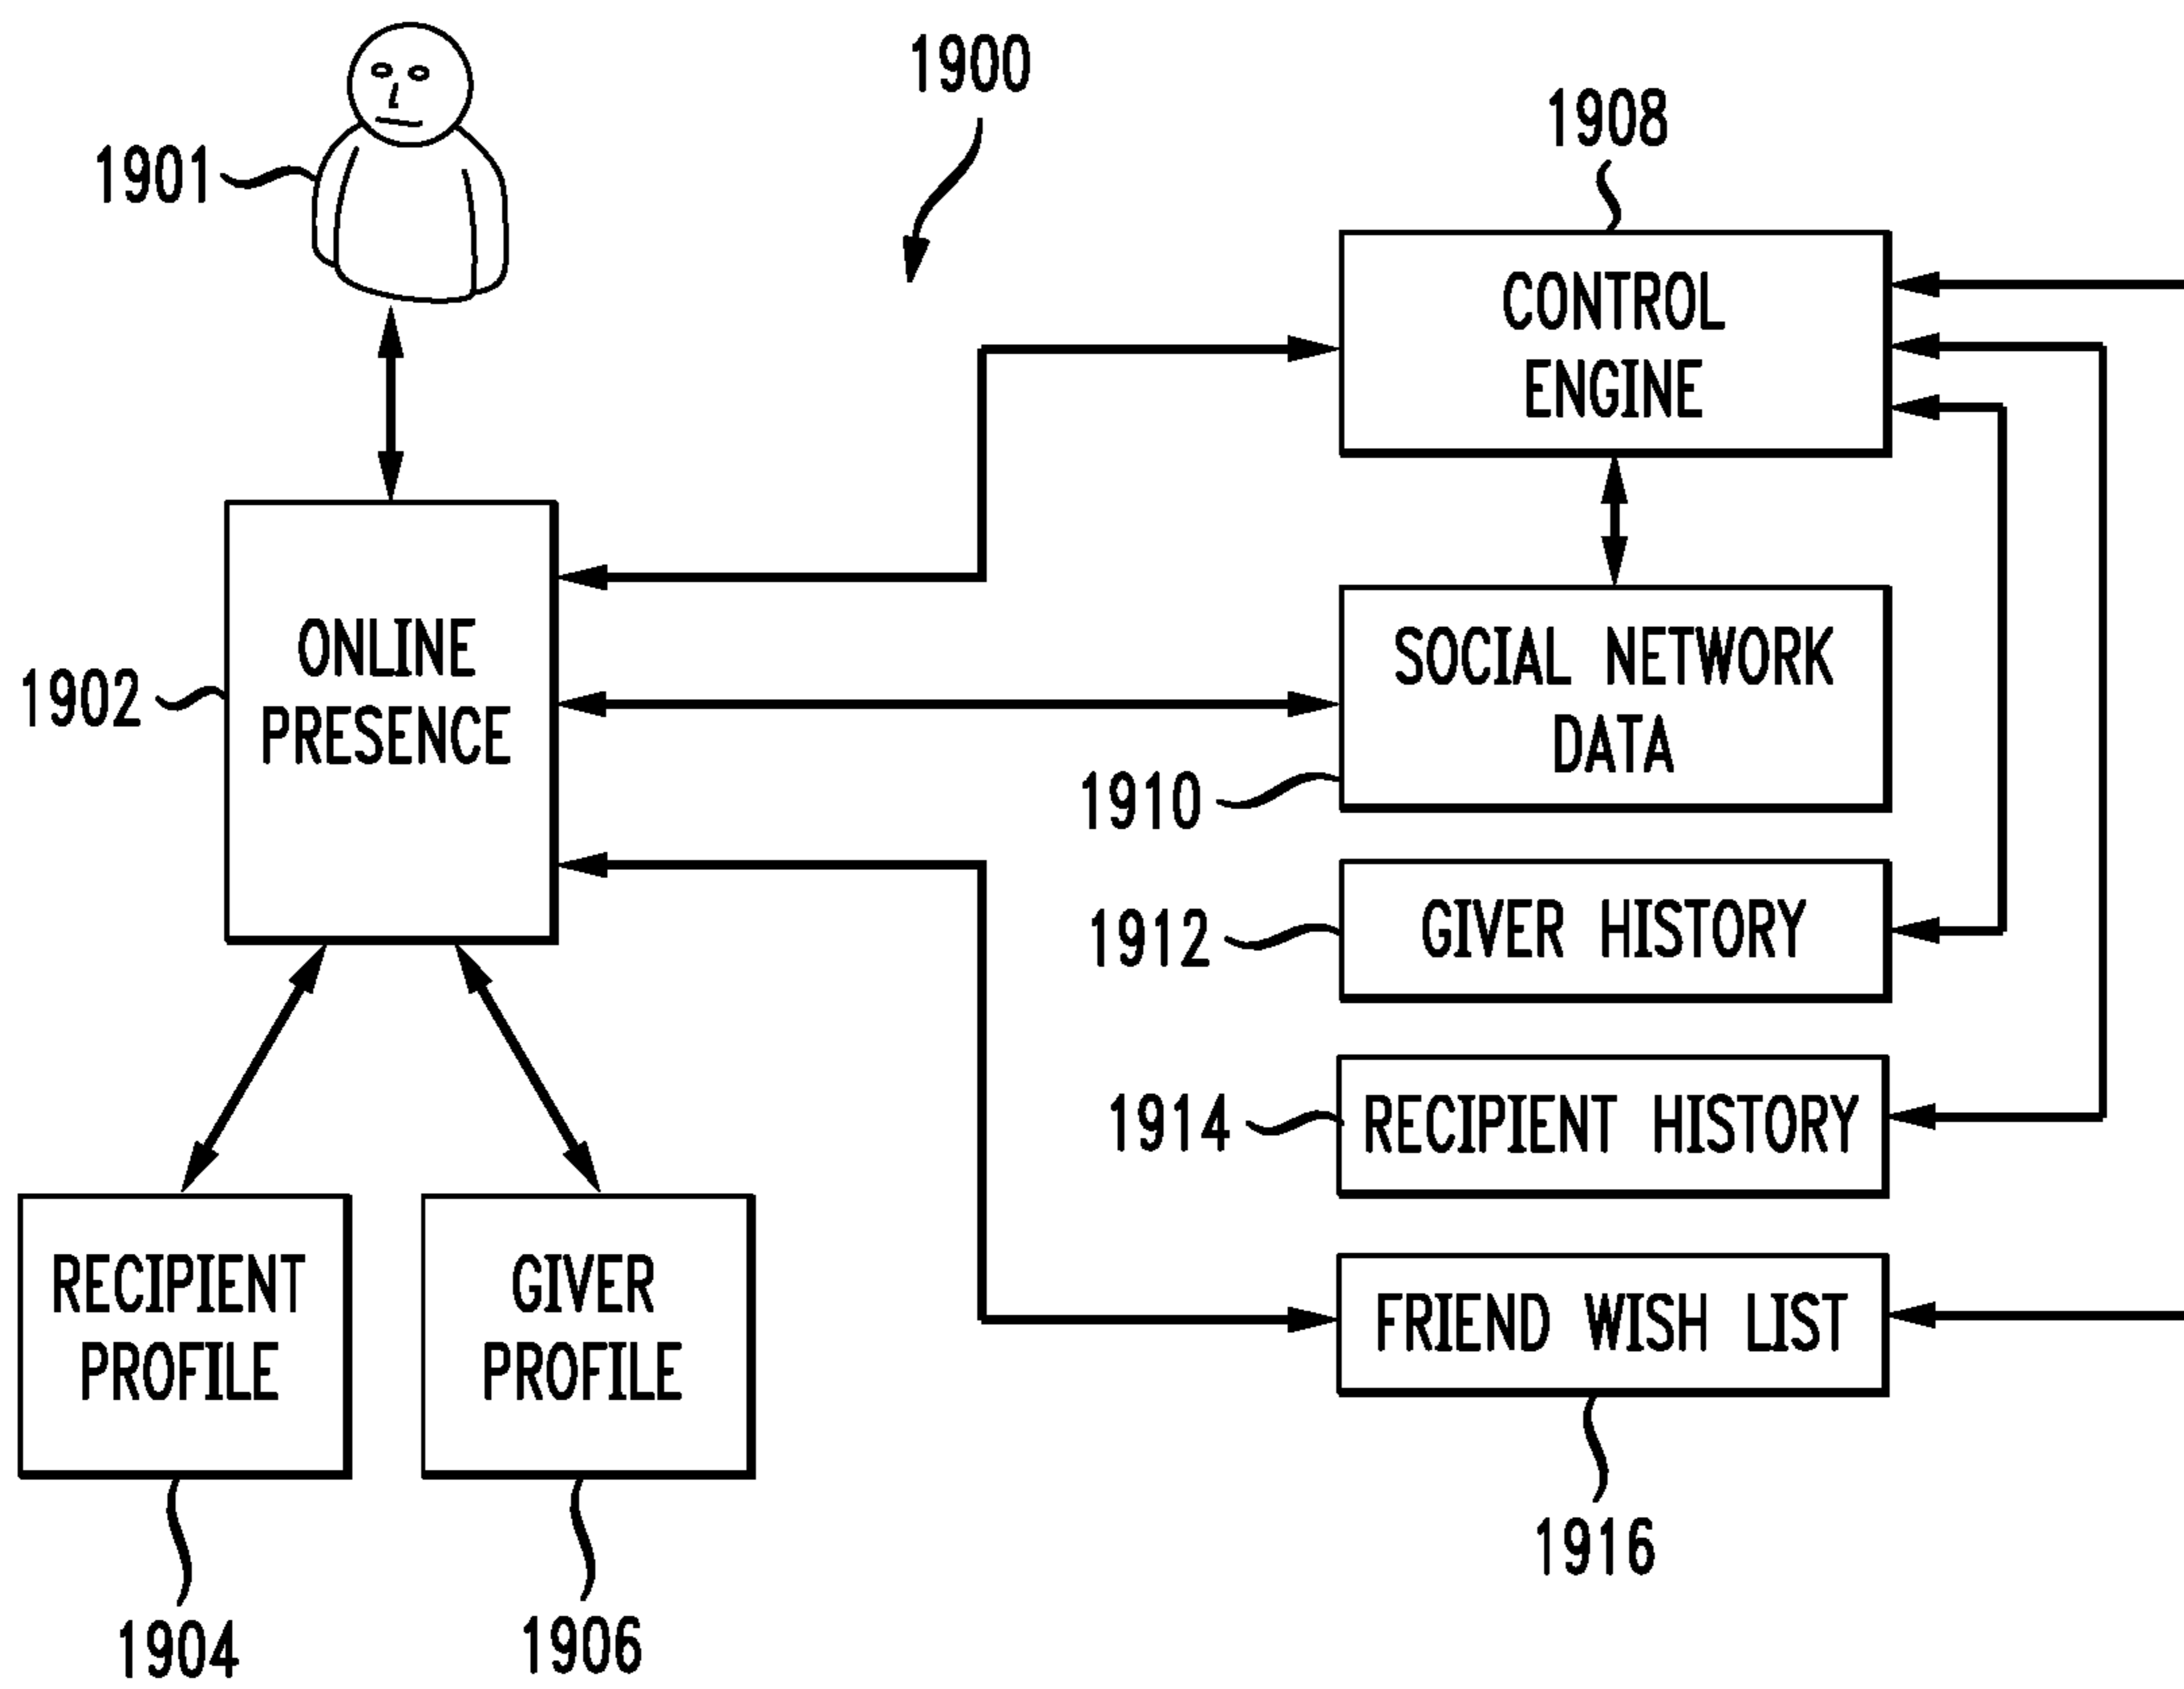 1900
1908
1901
CONTROL
ENGINE
ONLINE
PRESENCE
1902
SOCIAL NETWORK
DATA
1910
GIVER HISTORY
1912
RECIPIENT HISTORY
1914
RECIPIENT
PROFILE
GIVER
PROFILE
FRIEND WISH LIST
1916
1904
1906